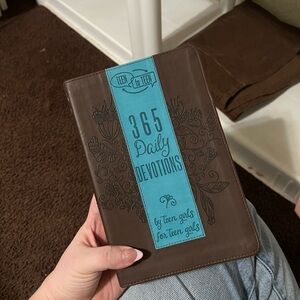 TEEN to TEEN
365
Daily
DEVOTIONS
by teen girls
for teen girls